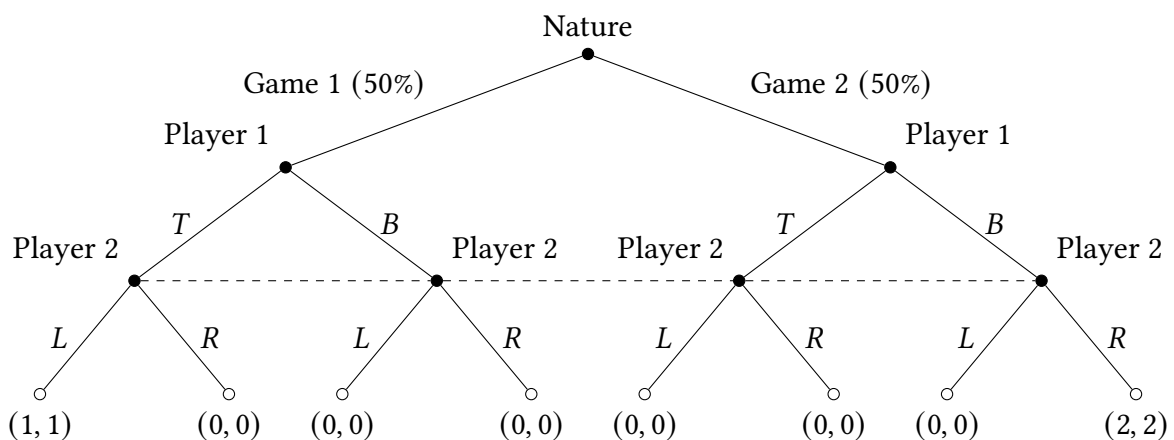 Nature
Game 1 (50%) Game 2 (50%)
Player 1 Player 1
T B T B
Player 2 Player 2 Player 2 Player 2
L R L R L R L R
(1, 1) (0, 0) (0, 0) (0, 0) (0, 0) (0, 0) (0, 0) (2, 2)